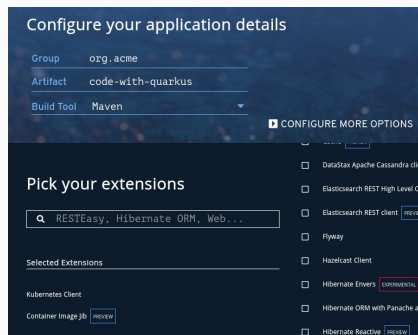 Configure your application details
Group org.acme
Artifact code-with-quarkus
Build Tool Maven
CONFIGURE MORE OPTIONS
Pick your extensions
RESTEasy, Hibernate ORM, Web...
Selected Extensions
Kubernetes Client
Container Image Jib PREVIEW
DataStax Apache Cassandra cli
Elasticsearch REST High Level C
Elasticsearch REST client PREVIE
Flyway
Hazelcast Client
Hibernate Envers EXPERIMENTAL
Hibernate ORM with Panache a
Hibernate Reactive PREVIEW